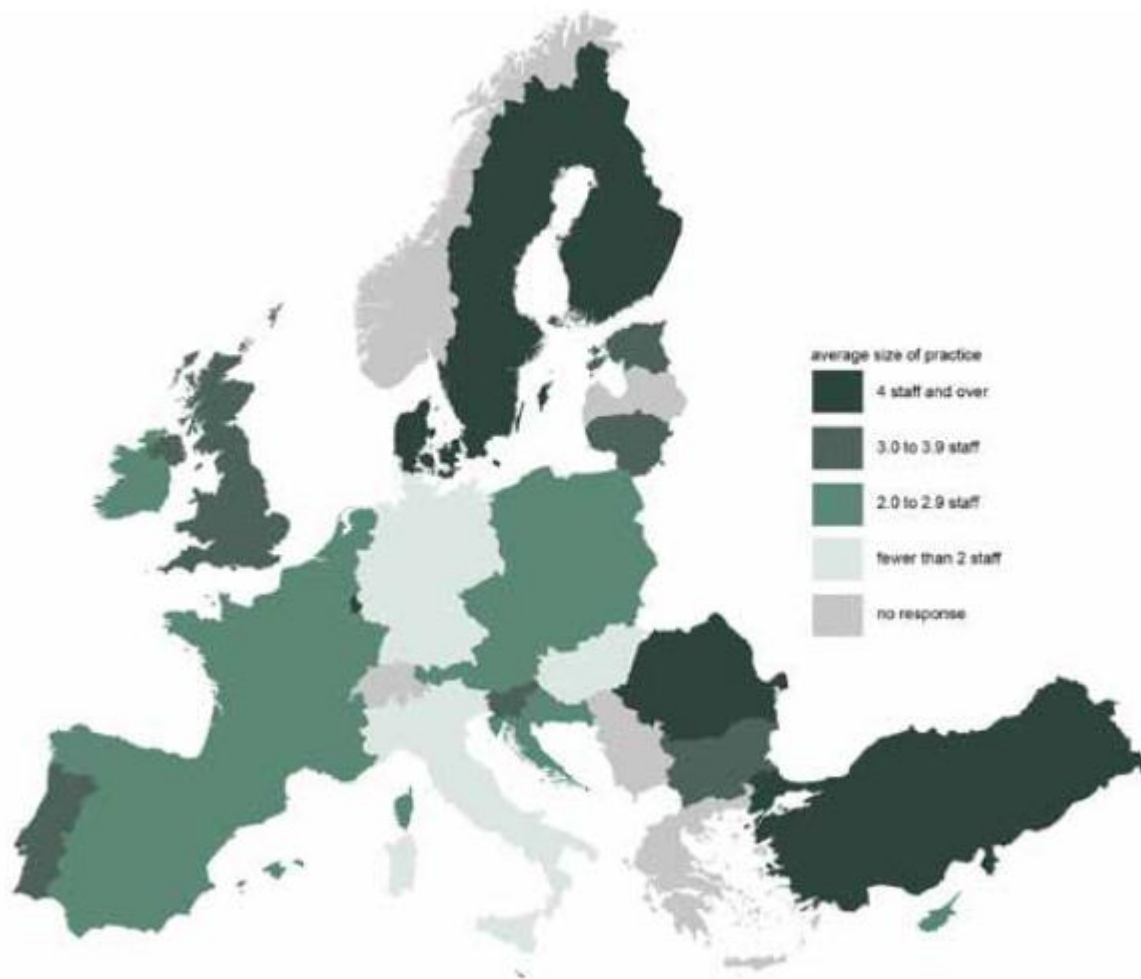 average size of practice
4 staff and over
3.0 to 3.9 staff
2.0 to 2.9 staff
fewer than 2 staff
no response